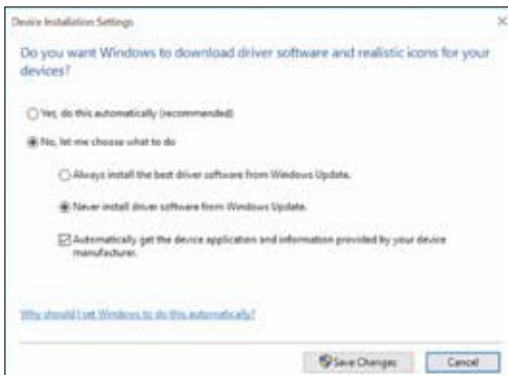 Device Installation Settings
Do you want Windows to download driver software and realistic icons for your
devices?
Yes, do this automatically (recommended)
No, let me choose what to do
Always install the best driver software from Windows Update.
Never install driver software from Windows Update.
Automatically get the device application and information provided by your device
manufacturer.
Why should I let Windows to do this automatically?
Save Changes
Cancel